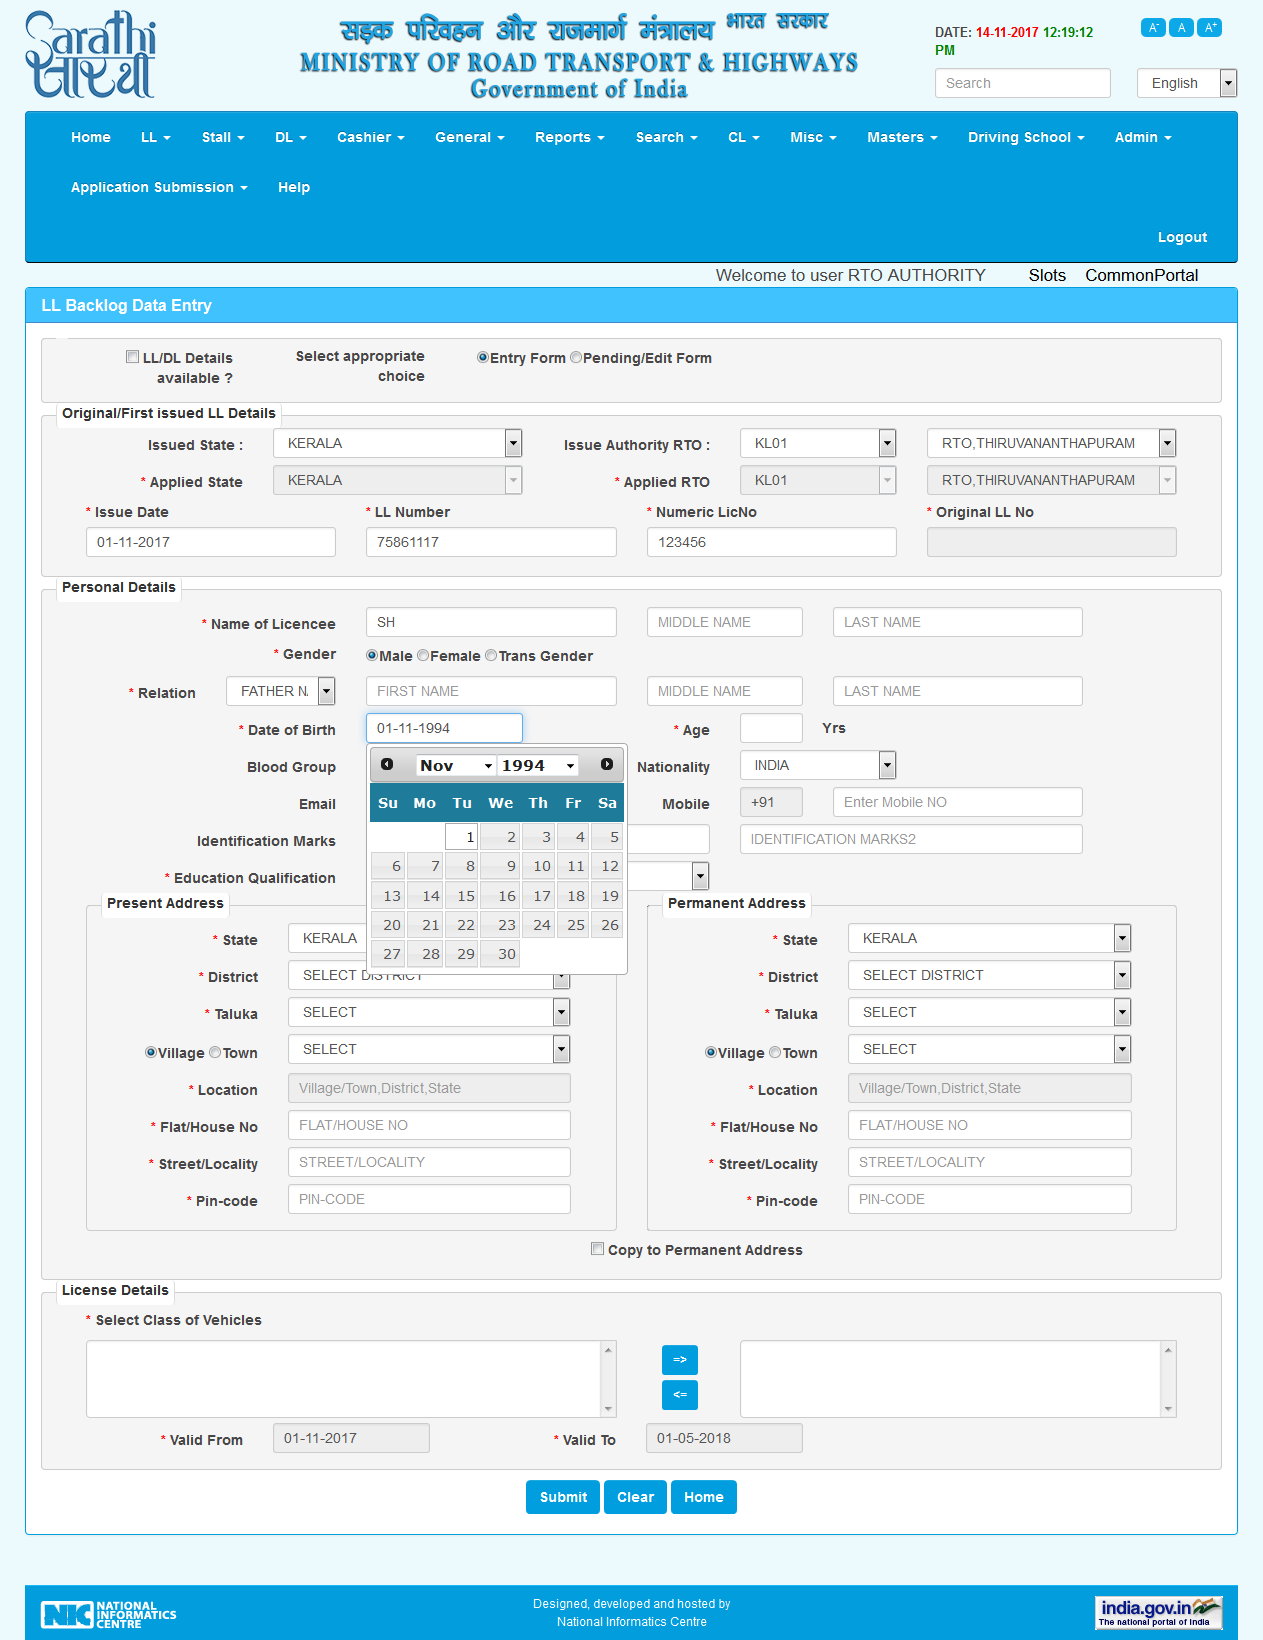 Sarathi
सारथी
सड़क परिवहन और राजमार्ग मंत्रालय भारत सरकार
MINISTRY OF ROAD TRANSPORT & HIGHWAYS
Government of India
DATE: 14-11-2017 12:19:12 PM
A- A A+
Search English
Home LL Stall DL Cashier General Reports Search CL Misc Masters Driving School Admin
Application Submission Help
Logout
Welcome to user RTO AUTHORITY Slots CommonPortal
LL Backlog Data Entry
LL/DL Details available ? Select appropriate choice Entry Form Pending/Edit Form
Original/First issued LL Details
Issued State : KERALA Issue Authority RTO : KL01 RTO,THIRUVANANTHAPURAM
* Applied State KERALA * Applied RTO KL01 RTO,THIRUVANANTHAPURAM
* Issue Date * LL Number * Numeric LicNo * Original LL No
01-11-2017 75861117 123456
Personal Details
* Name of Licencee SH MIDDLE NAME LAST NAME
* Gender Male Female Trans Gender
* Relation FATHER N FIRST NAME MIDDLE NAME LAST NAME
* Date of Birth 01-11-1994 * Age Yrs
Blood Group Nationality INDIA
Nov 1994
Email Mobile +91 Enter Mobile NO
Su Mo Tu We Th Fr Sa
Identification Marks IDENTIFICATION MARKS2
1 2 3 4 5
6 7 8 9 10 11 12
* Education Qualification
13 14 15 16 17 18 19
20 21 22 23 24 25 26
27 28 29 30
Present Address
* State KERALA
* District SELECT DISTRICT
* Taluka SELECT
Village Town SELECT
* Location Village/Town,District,State
* Flat/House No FLAT/HOUSE NO
* Street/Locality STREET/LOCALITY
* Pin-code PIN-CODE
Permanent Address
* State KERALA
* District SELECT DISTRICT
* Taluka SELECT
Village Town SELECT
* Location Village/Town,District,State
* Flat/House No FLAT/HOUSE NO
* Street/Locality STREET/LOCALITY
* Pin-code PIN-CODE
Copy to Permanent Address
License Details
* Select Class of Vehicles
=>
<=
* Valid From 01-11-2017 * Valid To 01-05-2018
Submit Clear Home
NIC NATIONAL INFORMATICS CENTRE
Designed, developed and hosted by
National Informatics Centre
india.gov.in
The national portal of India